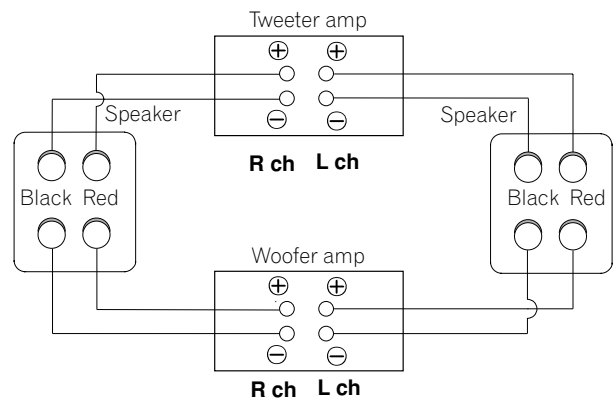 Tweeter amp
+ +
Speaker Speaker
− −
R ch L ch
Black Red Black Red
Woofer amp
+ +
− −
R ch L ch